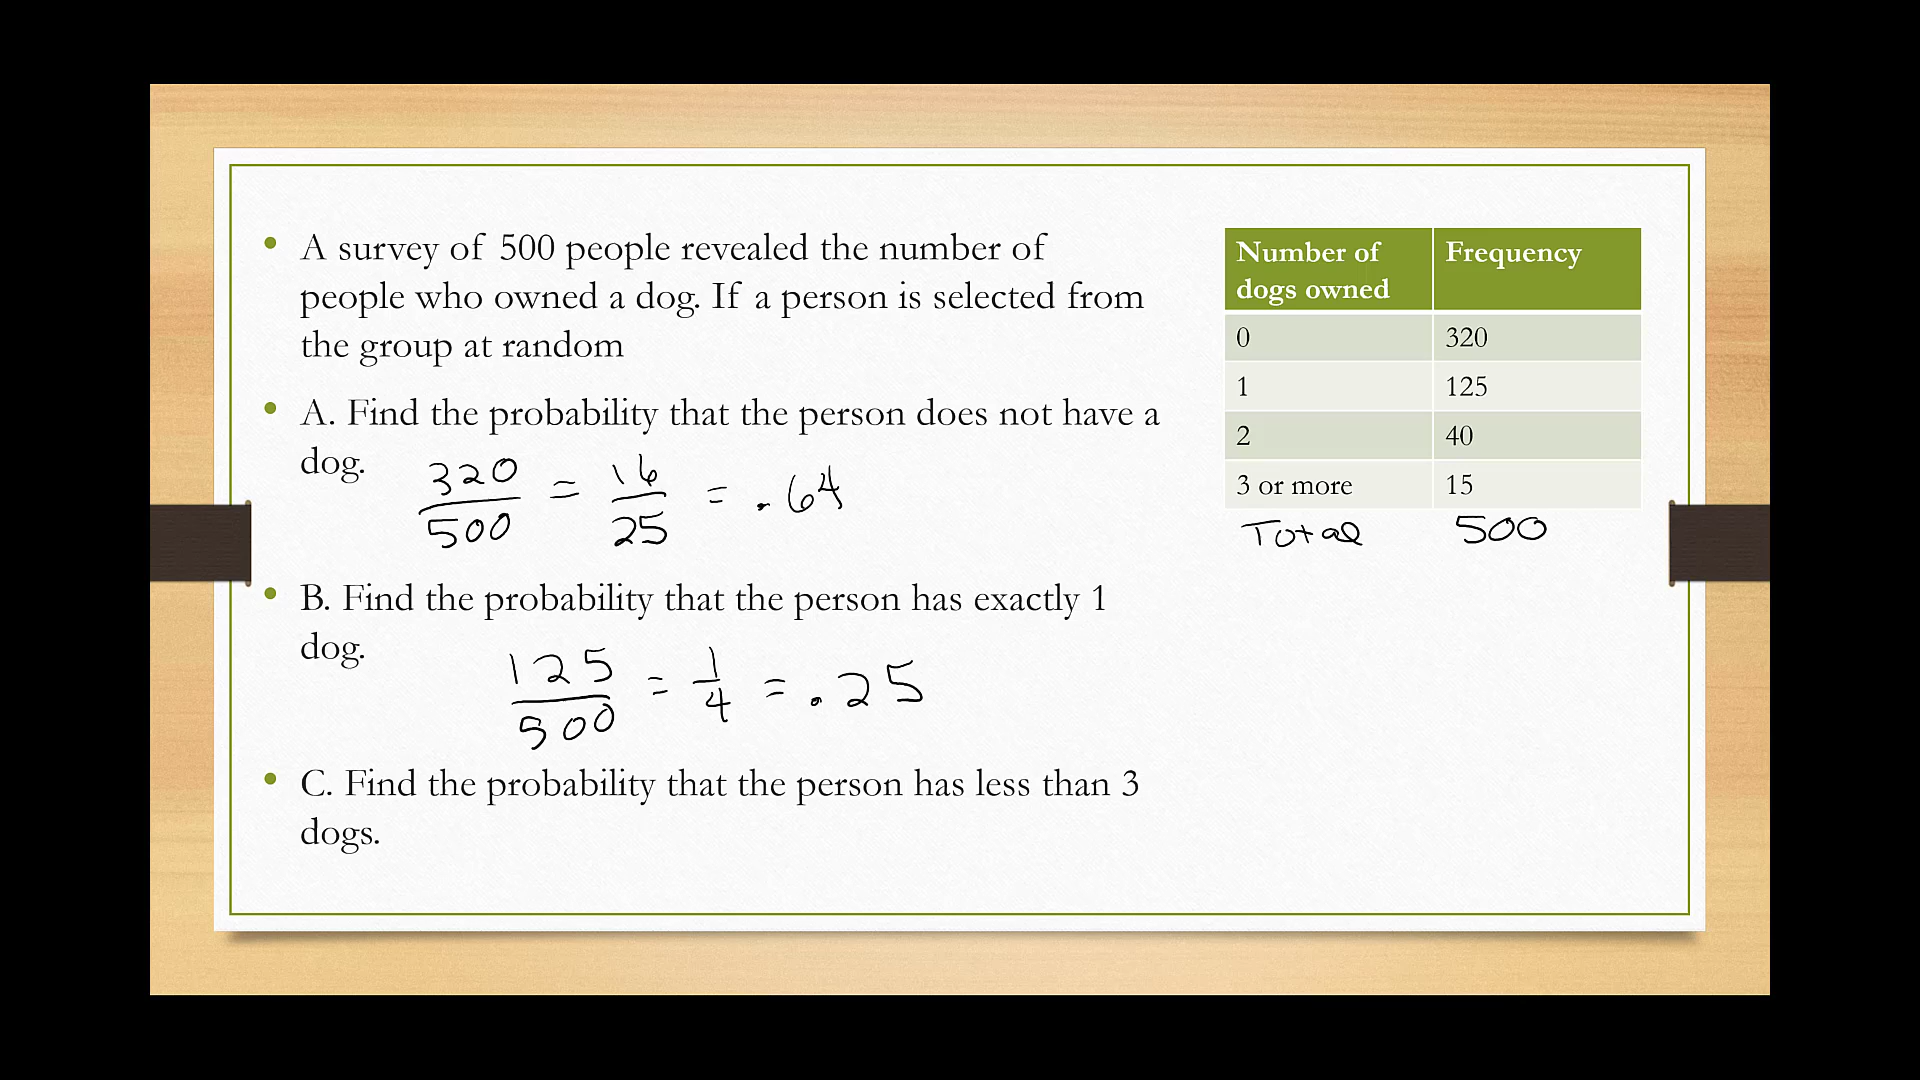 • A survey of 500 people revealed the number of
people who owned a dog. If a person is selected from
the group at random
• A. Find the probability that the person does not have a
dog.
320/500 = 16/25 = .64
• B. Find the probability that the person has exactly 1
dog.
125/500 = 1/4 = .25
• C. Find the probability that the person has less than 3
dogs.
Number of dogs owned Frequency
0 320
1 125
2 40
3 or more 15
Total 500